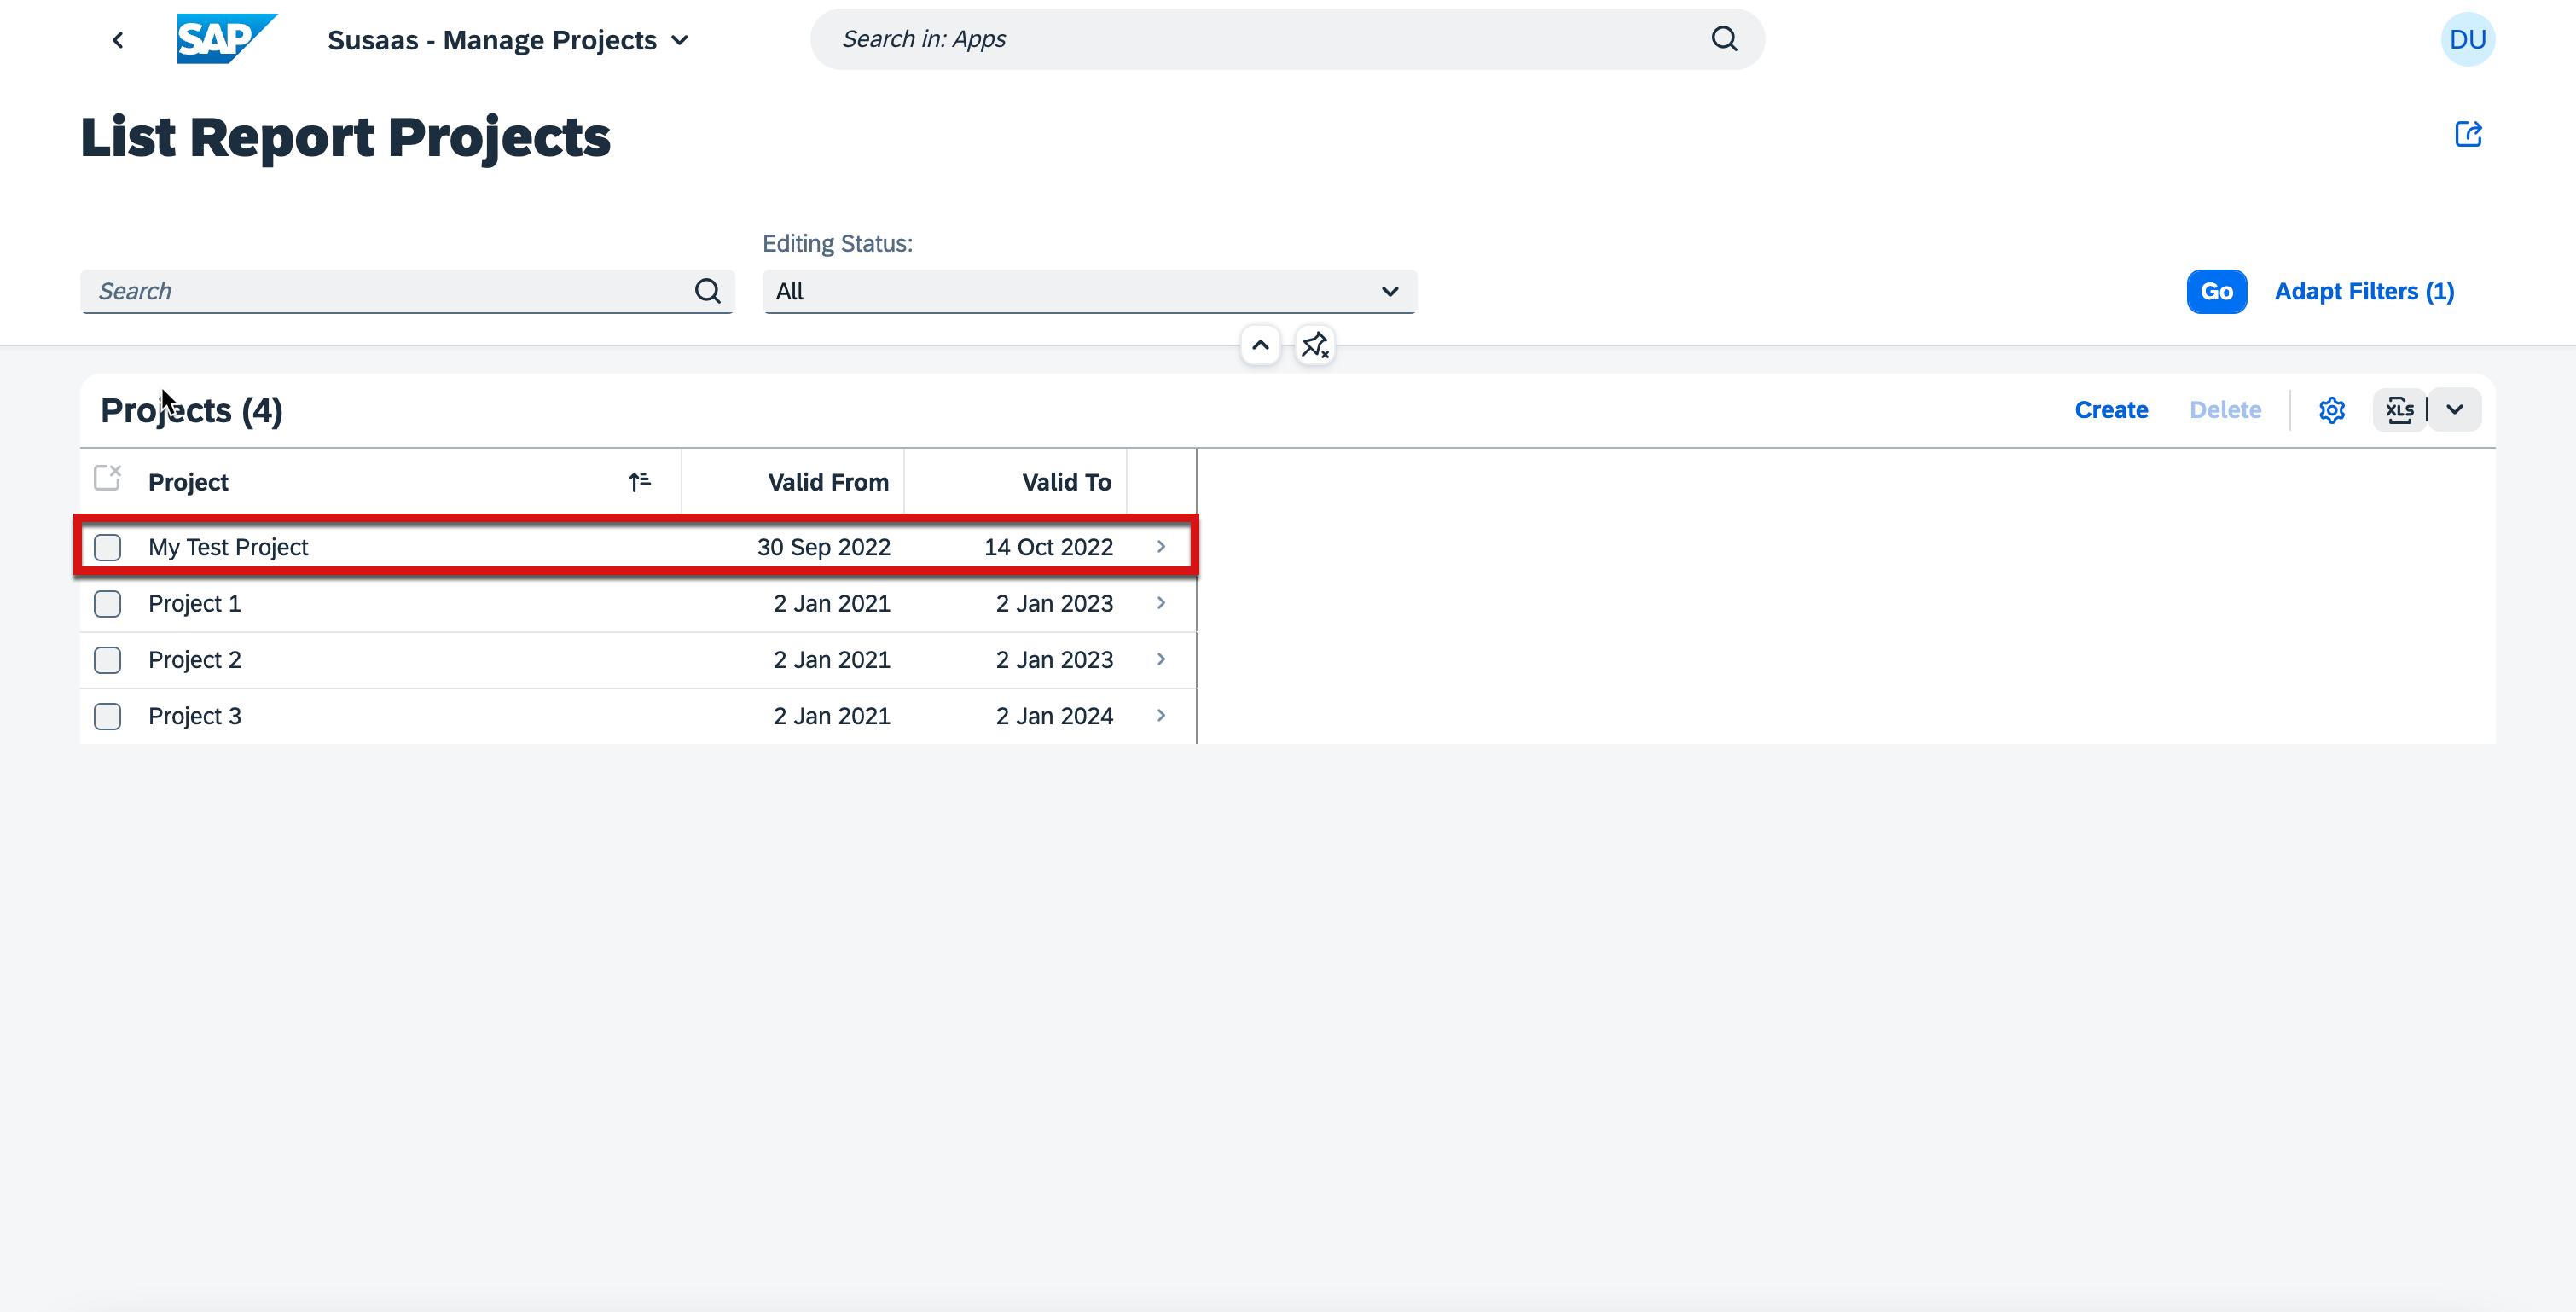 SAP Susaas - Manage Projects Search in: Apps DU
List Report Projects
Editing Status:
Search All Go Adapt Filters (1)
Projects (4) Create Delete XLS
Project Valid From Valid To
My Test Project 30 Sep 2022 14 Oct 2022
Project 1 2 Jan 2021 2 Jan 2023
Project 2 2 Jan 2021 2 Jan 2023
Project 3 2 Jan 2021 2 Jan 2024